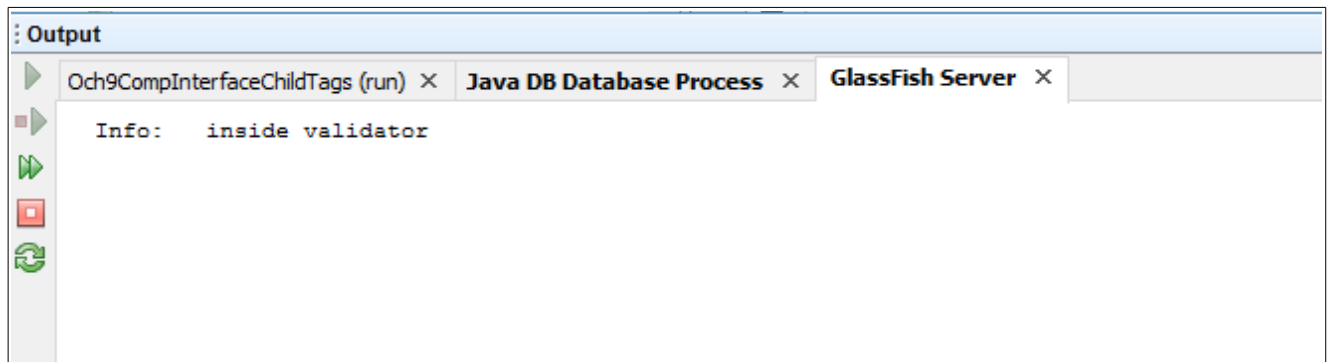 Output
Och9CompInterfaceChildTags (run) × Java DB Database Process × GlassFish Server ×
Info: inside validator